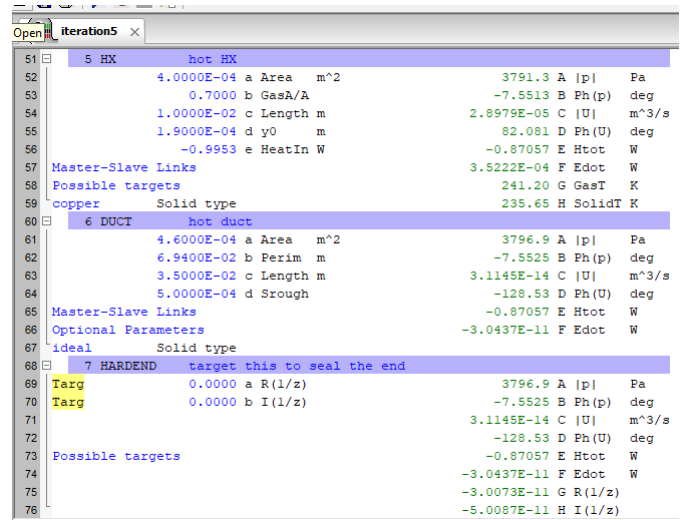 Open iteration5 ×
51 5 HX hot HX
52 4.0000E-04 a Area m^2 3791.3 A |p| Pa
53 0.7000 b GasA/A -7.5513 B Ph(p) deg
54 1.0000E-02 c Length m 2.8979E-05 C |U| m^3/s
55 1.9000E-04 d y0 m 82.081 D Ph(U) deg
56 -0.9953 e HeatIn W -0.87057 E Htot W
57 Master-Slave Links 3.5222E-04 F Edot W
58 Possible targets 241.20 G GasT K
59 copper Solid type 235.65 H SolidT K
60 6 DUCT hot duct
61 4.6000E-04 a Area m^2 3796.9 A |p| Pa
62 6.9400E-02 b Perim m -7.5525 B Ph(p) deg
63 3.5000E-02 c Length m 3.1145E-14 C |U| m^3/s
64 5.0000E-04 d Srough -128.53 D Ph(U) deg
65 Master-Slave Links -0.87057 E Htot W
66 Optional Parameters -3.0437E-11 F Edot W
67 ideal Solid type
68 7 HARDEND target this to seal the end
69 Targ 0.0000 a R(1/z) 3796.9 A |p| Pa
70 Targ 0.0000 b I(1/z) -7.5525 B Ph(p) deg
71 3.1145E-14 C |U| m^3/s
72 -128.53 D Ph(U) deg
73 Possible targets -0.87057 E Htot W
74 -3.0437E-11 F Edot W
75 -3.0073E-11 G R(1/z)
76 -5.0087E-11 H I(1/z)